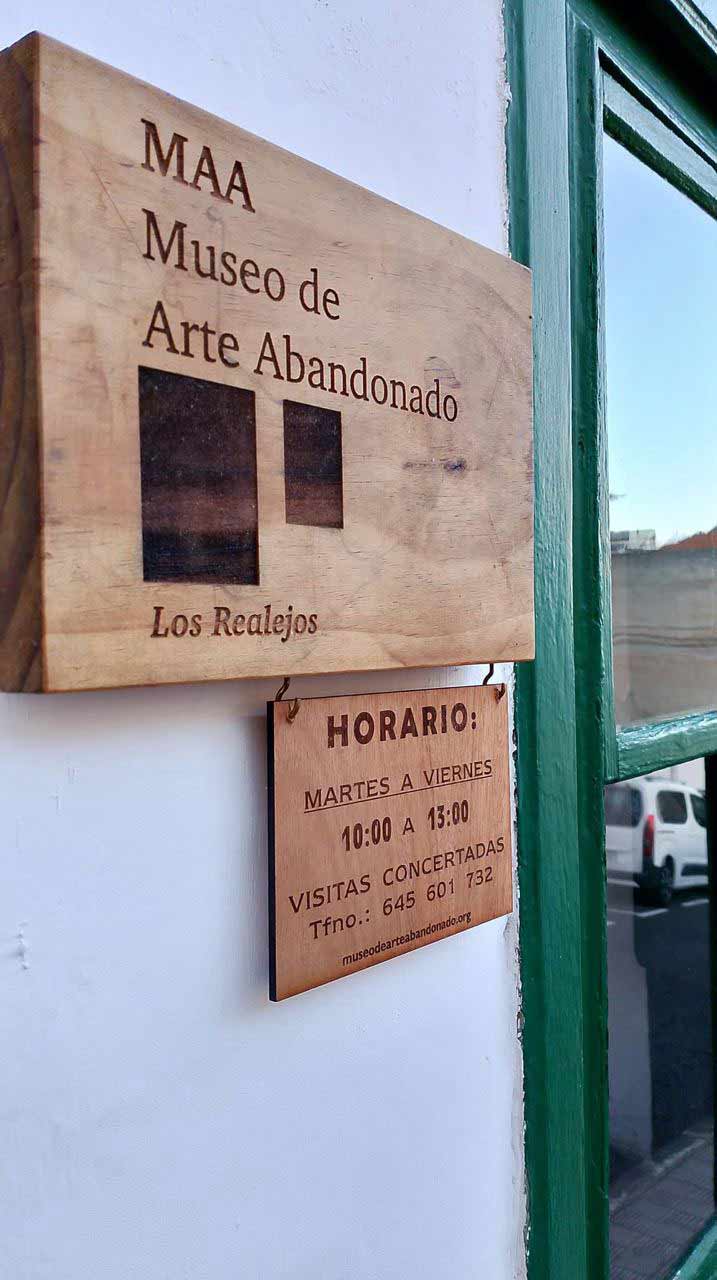 MAA
Museo de
Arte Abandonado
Los Realejos
HORARIO:
MARTES A VIERNES
10:00 A 13:00
VISITAS CONCERTADAS
Tfno.: 645 601 732
museodearteabandonado.org